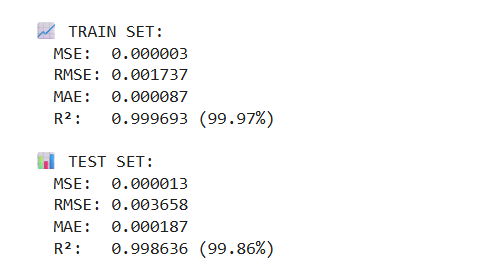 📈 TRAIN SET:
MSE: 0.000003
RMSE: 0.001737
MAE: 0.000087
R²: 0.999693 (99.97%)
📊 TEST SET:
MSE: 0.000013
RMSE: 0.003658
MAE: 0.000187
R²: 0.998636 (99.86%)